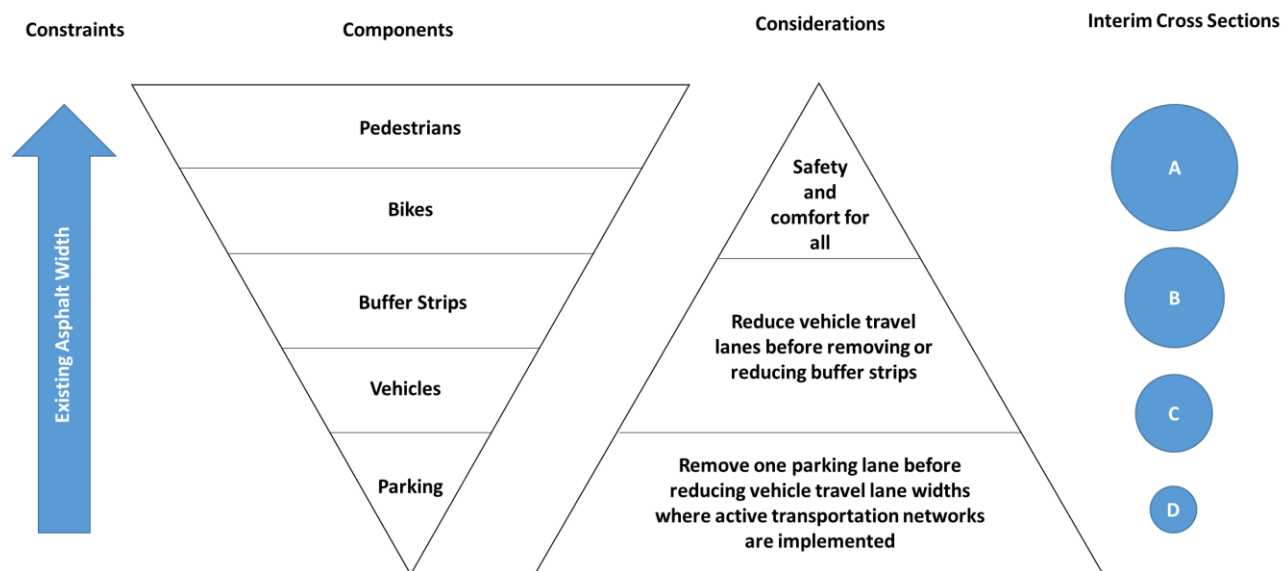 Constraints
Components
Considerations
Interim Cross Sections
Existing Asphalt Width
Pedestrians
Bikes
Buffer Strips
Vehicles
Parking
Safety
and
comfort for
all
Reduce vehicle travel
lanes before removing or
reducing buffer strips
Remove one parking lane before
reducing vehicle travel lane widths
where active transportation networks
are implemented
A
B
C
D